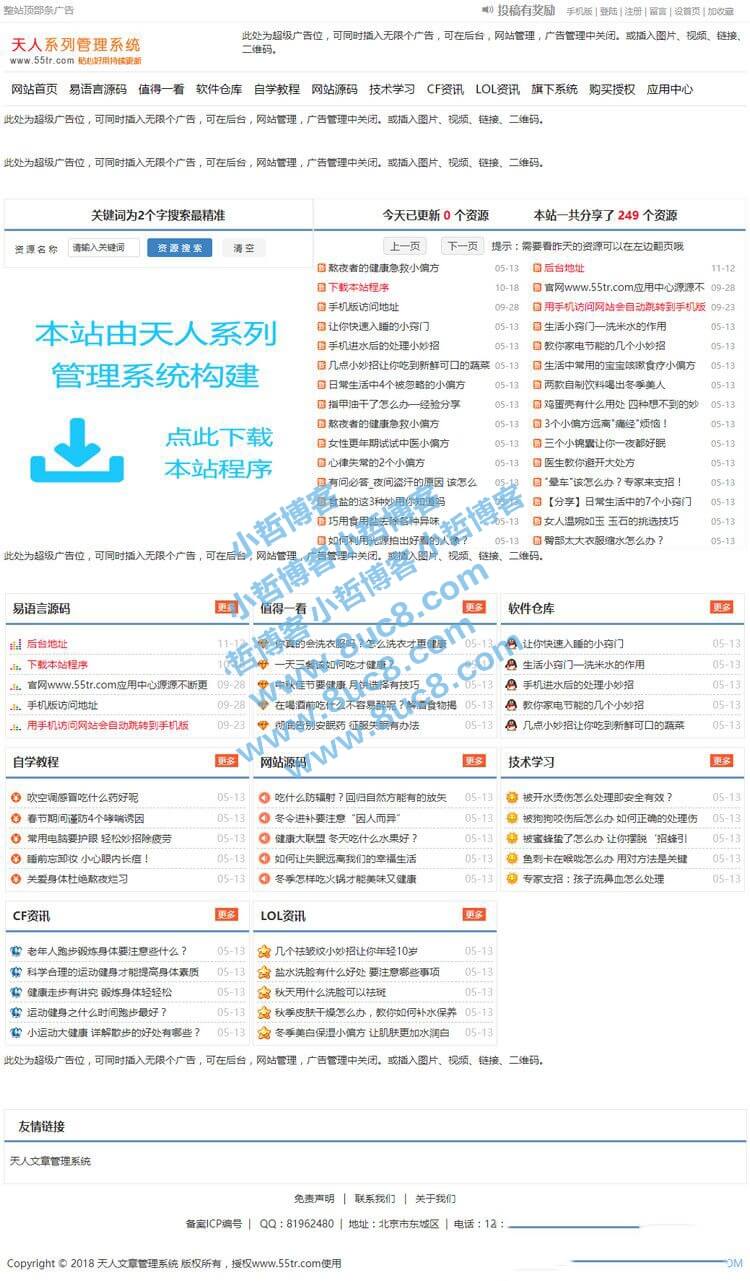 整站顶部条广告
投稿有奖励 手机版 | 登陆 | 注册 | 留言 | 设首页 | 加收藏
天人系列管理系统
www.55tr.com 贴心好用持续更新
此处为超级广告位，可同时插入无限个广告，可在后台，网站管理，广告管理中关闭。或插入图片、视频、链接、
二维码。
网站首页 易语言源码 值得一看 软件仓库 自学教程 网站源码 技术学习 CF资讯 LOL资讯 旗下系统 购买授权 应用中心
此处为超级广告位，可同时插入无限个广告，可在后台，网站管理，广告管理中关闭。或插入图片、视频、链接、二维码。
此处为超级广告位，可同时插入无限个广告，可在后台，网站管理，广告管理中关闭。或插入图片、视频、链接、二维码。
关键词为2个字搜索最精准
资源名称 请输入关键词 资源搜索 清空
本站由天人系列
管理系统构建
点此下载
本站程序
今天已更新 0 个资源 本站一共分享了 249 个资源
上一页 下一页 提示：需要看昨天的资源可以在左边翻页哦
熬夜者的健康急救小偏方 05-13
下载本站程序 10-18
手机版访问地址 09-28
让你快速入睡的小窍门 05-13
手机进水后的处理小妙招 05-13
几点小妙招让你吃到新鲜可口的蔬菜 05-13
日常生活中4个被忽略的小偏方 05-13
指甲油干了怎么办—经验分享 05-13
熬夜者的健康急救小偏方 05-13
女性更年期试试中医小偏方 05-13
心律失常的2个小偏方 05-13
有问必答_夜间盗汗的原因 该怎么 05-13
食盐的这3种妙用你知道吗 05-13
巧用食用盐去除各种异味 05-13
如何利用光源拍出好看的人像？ 05-13
后台地址 11-12
官网www.55tr.com应用中心源源不 09-28
用手机访问网站会自动跳转到手机版 09-23
生活小窍门—洗米水的作用 05-13
教你家电节能的几个小妙招 05-13
生活中常用的宝宝咳嗽食疗小偏方 05-13
两款自制饮料喝出冬季美人 05-13
鸡蛋壳有什么用处 四种想不到的妙 05-13
3个小偏方远离"痛经"烦恼！ 05-13
三个小锦囊让你一夜都好眠 05-13
医生教你避开大处方 05-13
"晕车"该怎么办？专家来支招！ 05-13
【分享】日常生活中的7个小窍门 05-13
女人温婉如玉 玉石的挑选技巧 05-13
臀部太大衣服缩水怎么办？ 05-13
此处为超级广告位，可同时插入无限个广告，可在后台，网站管理，广告管理中关闭。或插入图片、视频、链接、二维码。
小哲博客小哲博客
小哲博客小哲博客
哲博客小哲博客
www.8uc8.com
www.8uc8.com
易语言源码 更多
后台地址 11-12
下载本站程序
官网www.55tr.com应用中心源源不断更 09-28
手机版访问地址 09-28
用手机访问网站会自动跳转到手机版 09-23
值得一看 更多
你真的会洗衣服吗？怎么洗衣才更健康 05-13
一天三餐该如何吃才健康？ 05-13
中秋佳节要健康 月饼选择有技巧 05-13
在喝酒前吃什么不容易醉呢？解酒食物揭 05-13
彻底告别安眠药 征服失眠有办法 05-13
软件仓库 更多
让你快速入睡的小窍门 05-13
生活小窍门—洗米水的作用 05-13
手机进水后的处理小妙招 05-13
教你家电节能的几个小妙招 05-13
几点小妙招让你吃到新鲜可口的蔬菜 05-13
自学教程 更多
吹空调感冒吃什么药好呢 05-13
春节期间谨防4个哮喘诱因 05-13
常用电脑要护眼 轻松妙招除疲劳 05-13
睡前忘卸妆 小心眼内长痘！ 05-13
关爱身体杜绝熬夜烂习 05-13
网站源码 更多
吃什么防辐射？回归自然方能有的放矢 05-13
冬令进补要注意“因人而异” 05-13
健康大联盟 冬天吃什么水果好？ 05-13
如何让失眠远离我们的幸福生活 05-13
冬季怎样吃火锅才能美味又健康 05-13
技术学习 更多
被开水烫伤怎么处理即安全有效？ 05-13
被狗狗咬伤后怎么办 如何正确的处理伤 05-13
被蜜蜂蛰了怎么办 让你摆脱‘招蜂引 05-13
鱼刺卡在喉咙怎么办 用对方法是关键 05-13
专家支招：孩子流鼻血怎么处理 05-13
CF资讯 更多
老年人跑步锻炼身体要注意些什么？ 05-13
科学合理的运动健身才能提高身体素质 05-13
健康走步有讲究 锻炼身体轻轻松 05-13
运动健身之什么时间跑步最好？ 05-13
小运动大健康 详解散步的好处有哪些？ 05-13
LOL资讯 更多
几个祛皱纹小妙招让你年轻10岁 05-13
盐水洗脸有什么好处 要注意哪些事项 05-13
秋天用什么洗脸可以祛斑 05-13
秋季皮肤干燥怎么办，教你如何补水保养 05-13
冬季美白保湿小偏方 让肌肤更加水润白 05-13
此处为超级广告位，可同时插入无限个广告，可在后台，网站管理，广告管理中关闭。或插入图片、视频、链接、二维码。
友情链接
天人文章管理系统
免责声明 | 联系我们 | 关于我们
备案ICP编号 | QQ：81962480 | 地址：北京市东城区 | 电话：12：
Copyright © 2018 天人文章管理系统 版权所有，授权www.55tr.com使用
OM